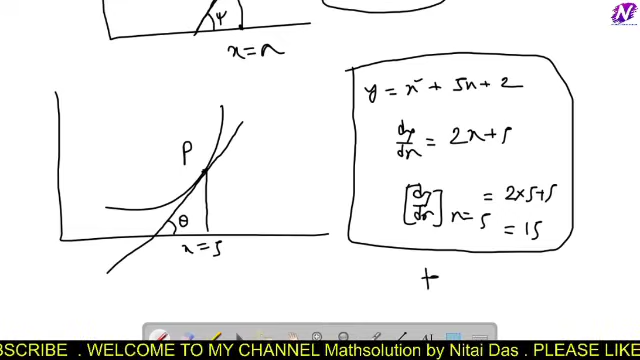 N
ψ
x = n
y = x² + 5x + 2
dy/dx = 2x + 5
P
[dy/dx] x = 5 = 2×5+5
= 15
θ
x = 5
+
BSCRIBE . WELCOME TO MY CHANNEL Mathsolution by Nitai Das . PLEASE LIKE